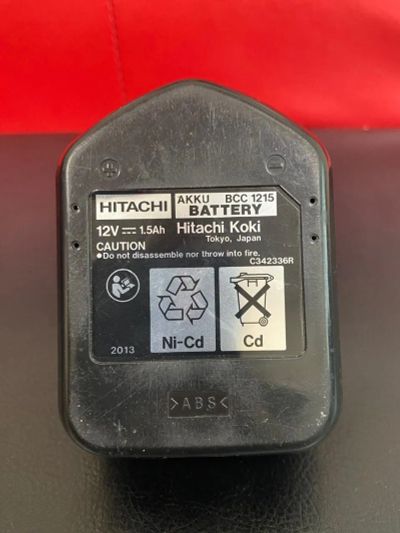 HITACHI
AKKU BCC 1215
BATTERY
12V⎓1.5Ah Hitachi Koki
Tokyo, Japan
CAUTION
●Do not disassemble nor throw into fire.
C342336R
Ni-Cd
Cd
2013
>ABS<